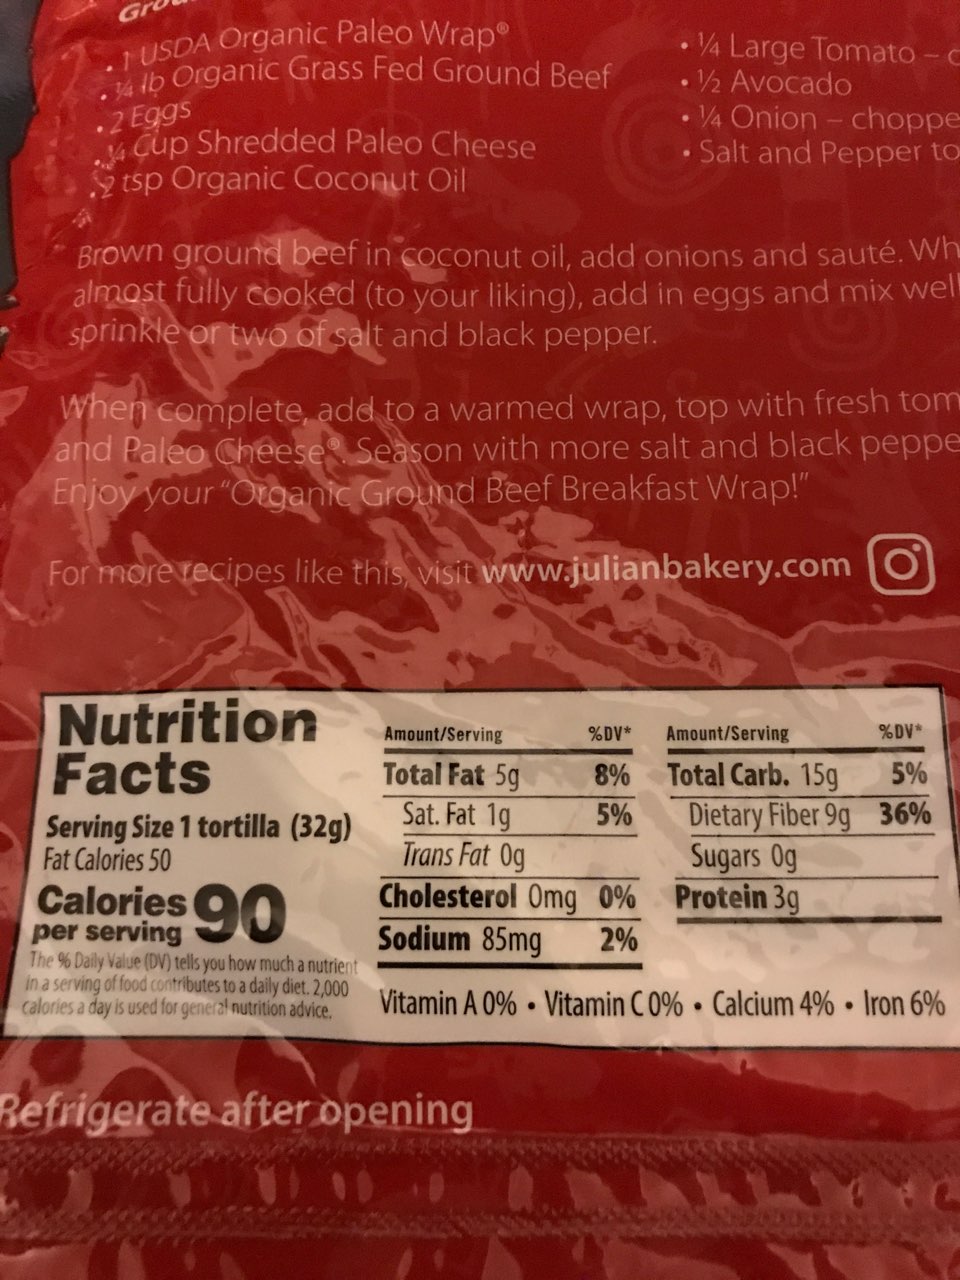 1 USDA Organic Paleo Wrap®
¼ lb Organic Grass Fed Ground Beef
2 Eggs
¼ Cup Shredded Paleo Cheese
2 tsp Organic Coconut Oil
¼ Large Tomato –
½ Avocado
¼ Onion – choppe
Salt and Pepper to
Brown ground beef in coconut oil, add onions and sauté. Wh
almost fully cooked (to your liking), add in eggs and mix well
sprinkle or two of salt and black pepper.
When complete, add to a warmed wrap, top with fresh tom
and Paleo Cheese®. Season with more salt and black peppe
Enjoy your "Organic Ground Beef Breakfast Wrap!"
For more recipes like this, visit www.julianbakery.com
Nutrition
Facts
Serving Size 1 tortilla (32g)
Fat Calories 50
Calories 90
per serving
The % Daily Value (DV) tells you how much a nutrient
in a serving of food contributes to a daily diet. 2,000
calories a day is used for general nutrition advice.
Amount/Serving %DV*
Total Fat 5g 8%
Sat. Fat 1g 5%
Trans Fat 0g
Cholesterol 0mg 0%
Sodium 85mg 2%
Amount/Serving %DV*
Total Carb. 15g 5%
Dietary Fiber 9g 36%
Sugars 0g
Protein 3g
Vitamin A 0% • Vitamin C 0% • Calcium 4% • Iron 6%
Refrigerate after opening